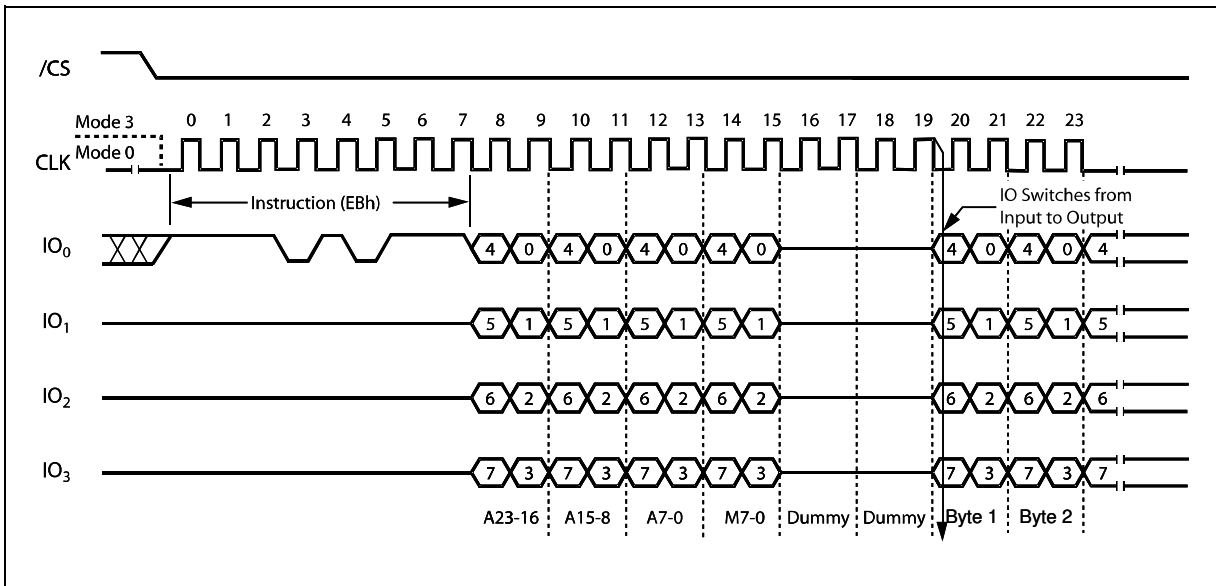 /CS
Mode 3
0 1 2 3 4 5 6 7 8 9 10 11 12 13 14 15 16 17 18 19 20 21 22 23
Mode 0
CLK
Instruction (EBh)
IO Switches from
Input to Output
IO0
4 0 4 0 4 0 4 0 4 0 4 0 4
IO1
5 1 5 1 5 1 5 1 5 1 5 1 5
IO2
6 2 6 2 6 2 6 2 6 2 6 2 6
IO3
7 3 7 3 7 3 7 3 7 3 7 3 7
A23-16 A15-8 A7-0 M7-0 Dummy Dummy Byte 1 Byte 2